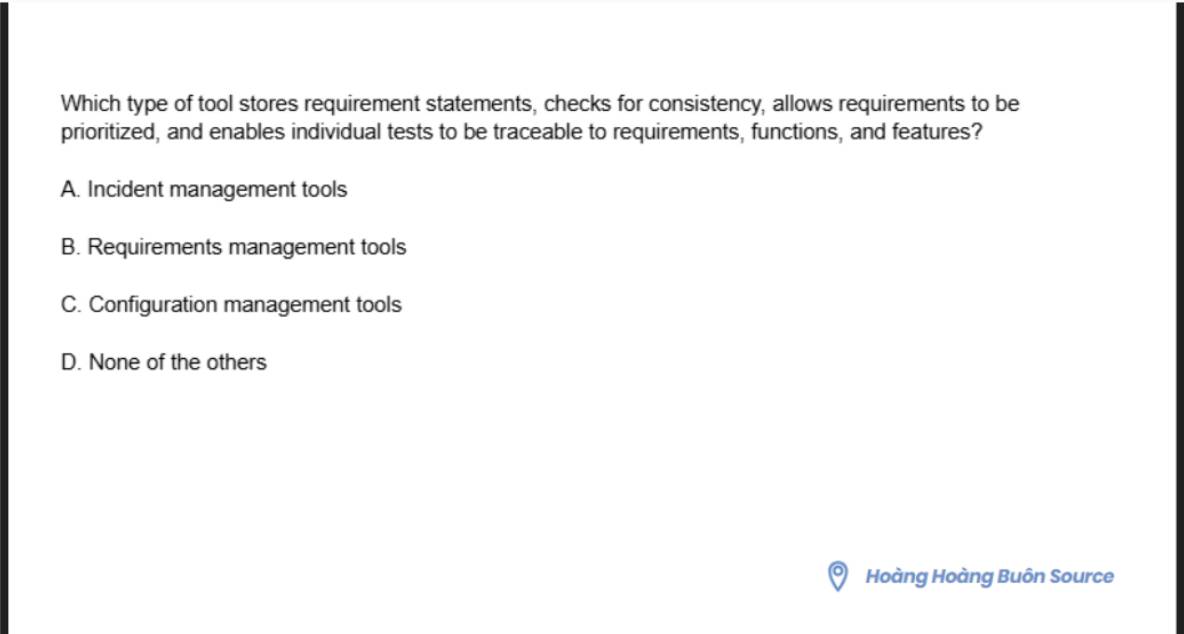 Which type of tool stores requirement statements, checks for consistency, allows requirements to be
prioritized, and enables individual tests to be traceable to requirements, functions, and features?
A. Incident management tools
B. Requirements management tools
C. Configuration management tools
D. None of the others
Hoàng Hoàng Buôn Source